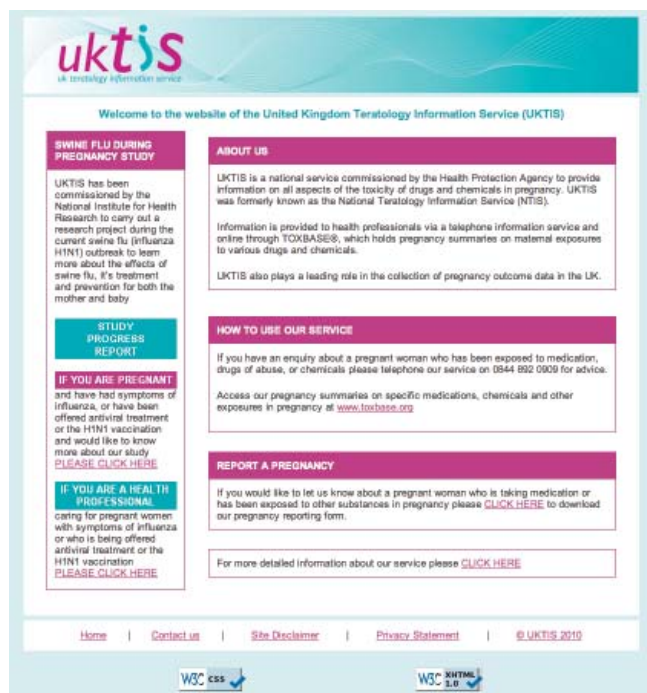 uktis
uk teratology information service
Welcome to the website of the United Kingdom Teratology Information Service (UKTIS)
SWINE FLU DURING
PREGNANCY STUDY
UKTIS has been
commissioned by the
National Institute for Health
Research to carry out a
research project during the
current swine flu (influenza
H1N1) outbreak to learn
more about the effects of
swine flu, it's treatment
and prevention for both the
mother and baby
STUDY
PROGRESS
REPORT
IF YOU ARE PREGNANT
and have had symptoms of
influenza, or have been
offered antiviral treatment
or the H1N1 vaccination
and would like to know
more about our study
PLEASE CLICK HERE
IF YOU ARE A HEALTH
PROFESSIONAL
caring for pregnant women
with symptoms of influenza
or who is being offered
antiviral treatment or the
H1N1 vaccination
PLEASE CLICK HERE
ABOUT US
UKTIS is a national service commissioned by the Health Protection Agency to provide
information on all aspects of the toxicity of drugs and chemicals in pregnancy. UKTIS
was formerly known as the National Teratology Information Service (NTIS).
Information is provided to health professionals via a telephone information service and
online through TOXBASE®, which holds pregnancy summaries on maternal exposures
to various drugs and chemicals.
UKTIS also plays a leading role in the collection of pregnancy outcome data in the UK.
HOW TO USE OUR SERVICE
If you have an enquiry about a pregnant woman who has been exposed to medication,
drugs of abuse, or chemicals please telephone our service on 0844 892 0909 for advice.
Access our pregnancy summaries on specific medications, chemicals and other
exposures in pregnancy at www.toxbase.org
REPORT A PREGNANCY
If you would like to let us know about a pregnant woman who is taking medication or
has been exposed to other substances in pregnancy please CLICK HERE to download
our pregnancy reporting form.
For more detailed information about our service please CLICK HERE
Home | Contact us | Site Disclaimer | Privacy Statement | © UKTIS 2010
W3C css W3C XHTML 1.0